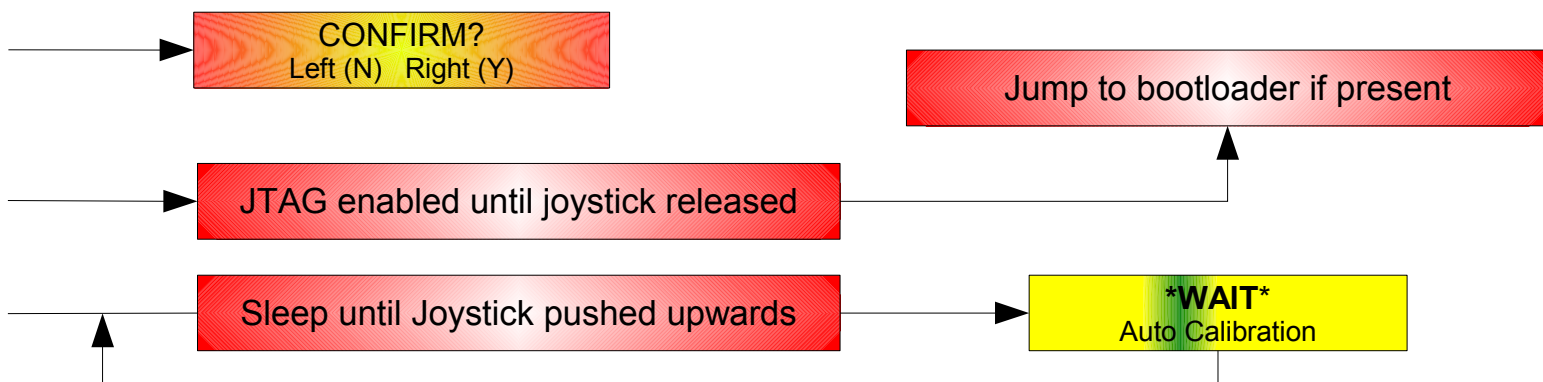 CONFIRM?
Left (N) Right (Y)
Jump to bootloader if present
JTAG enabled until joystick released
Sleep until Joystick pushed upwards
*WAIT*
Auto Calibration